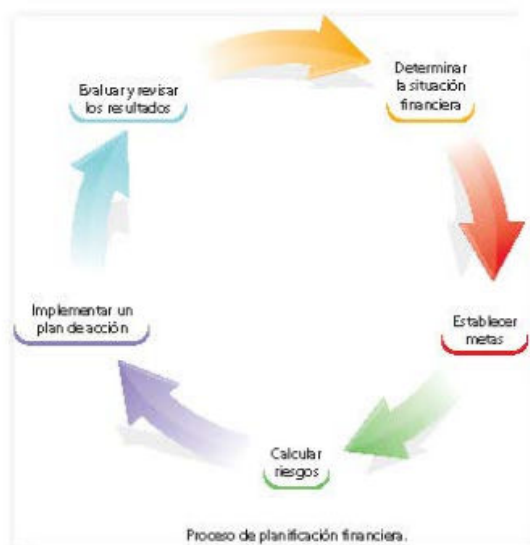 Determinar
la situación
financiera
Establecer
metas
Calcular
riesgos
Implementar un
plan de acción
Evaluar y revisar
los resultados
Proceso de planificación financiera.